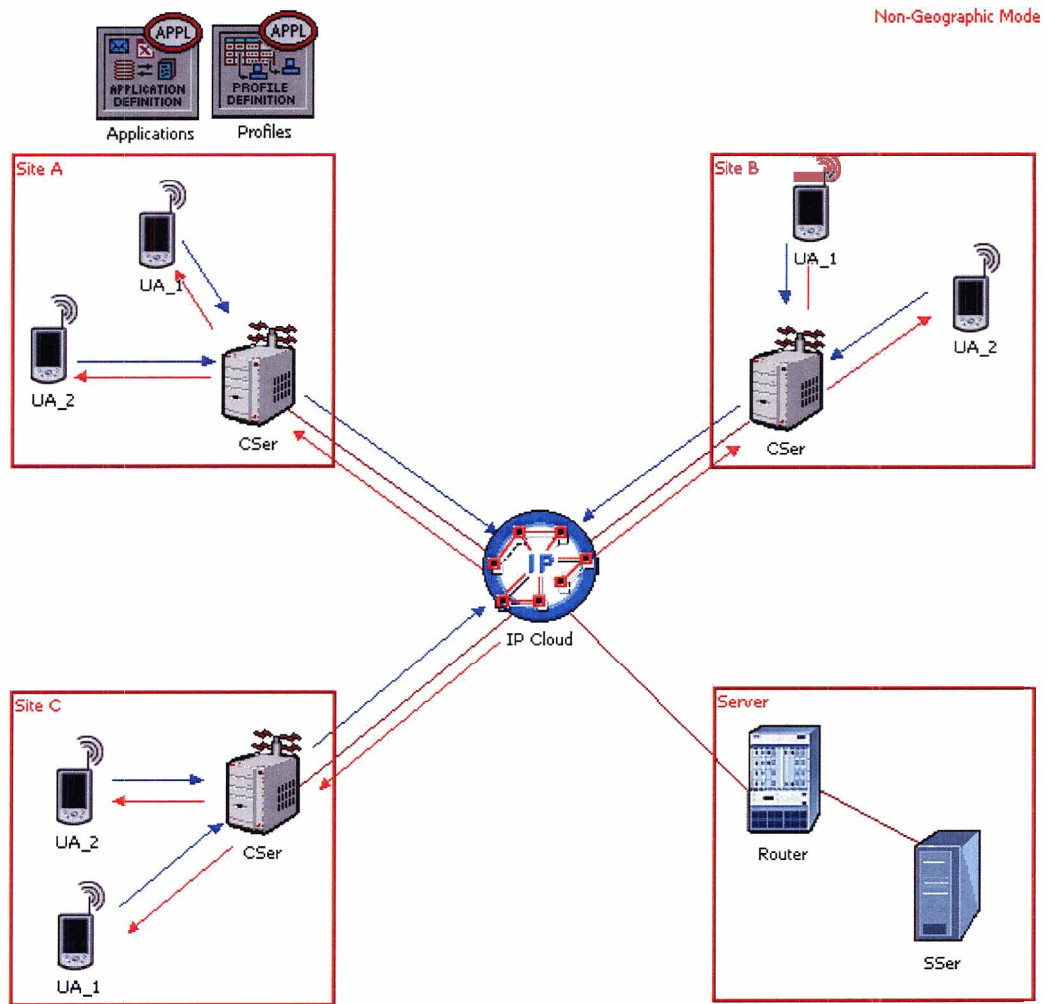 Non-Geographic Mode
APPL
APPL
APPLICATION
DEFINITION
PROFILE
DEFINITION
Applications
Profiles
Site A
UA_1
UA_2
CSer
Site B
UA_1
UA_2
CSer
IP
IP Cloud
Site C
UA_2
CSer
UA_1
Server
Router
SSer